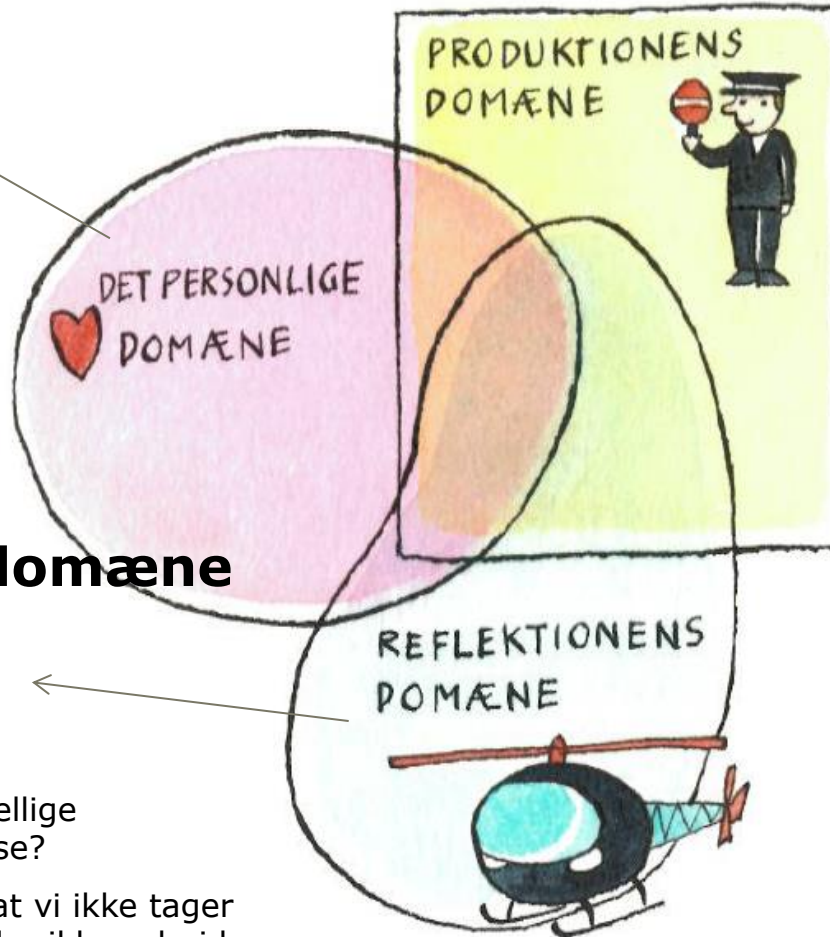 PRODUKTIONENS
DOMÆNE
DET PERSONLIGE
DOMÆNE
domæne
REFLEKTIONENS
DOMÆNE
ellige
se?
at vi ikke tager